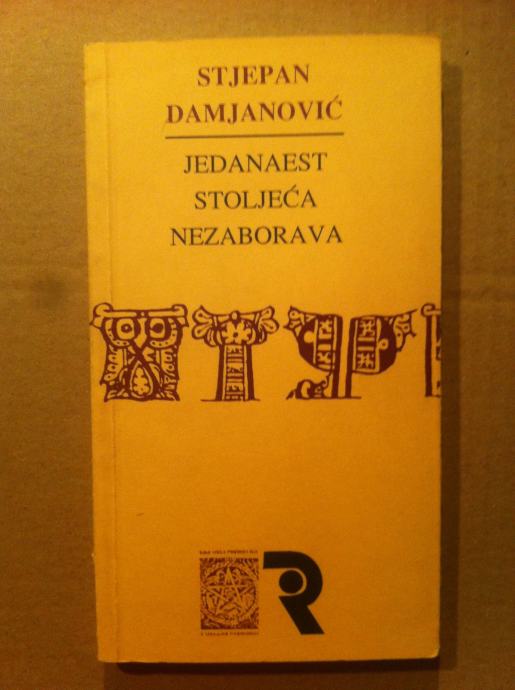 STJEPAN
DAMJANOVIĆ
JEDANAEST
STOLJEĆA
NEZABORAVA
R